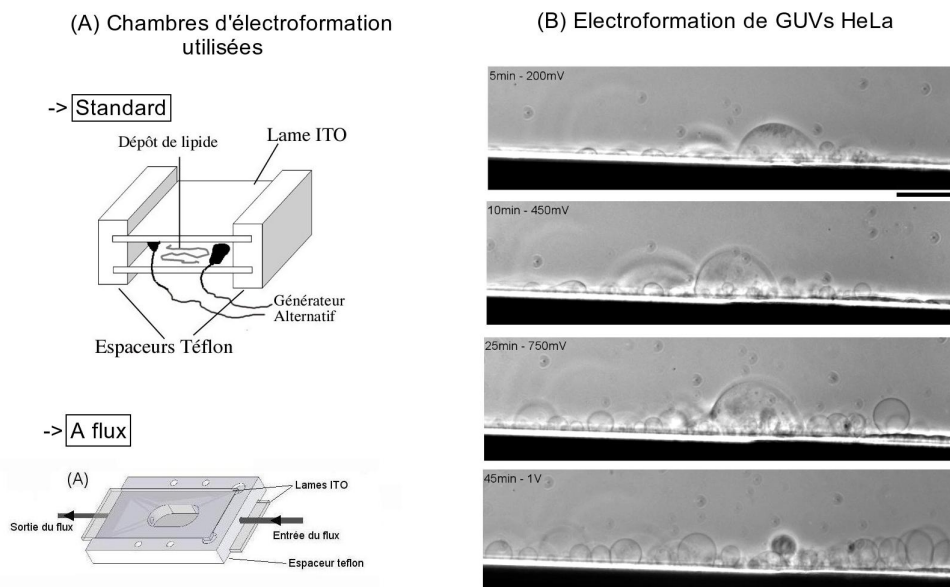 (A) Chambres d'électroformation
utilisées
-> Standard
Dépôt de lipide
Lame ITO
Générateur
Alternatif
Espaceurs Téflon
-> A flux
(A)
Lames ITO
Sortie du flux
Entrée du flux
Espaceur teflon
(B) Electroformation de GUVs HeLa
5min - 200mV
10min - 450mV
25min - 750mV
45min - 1V